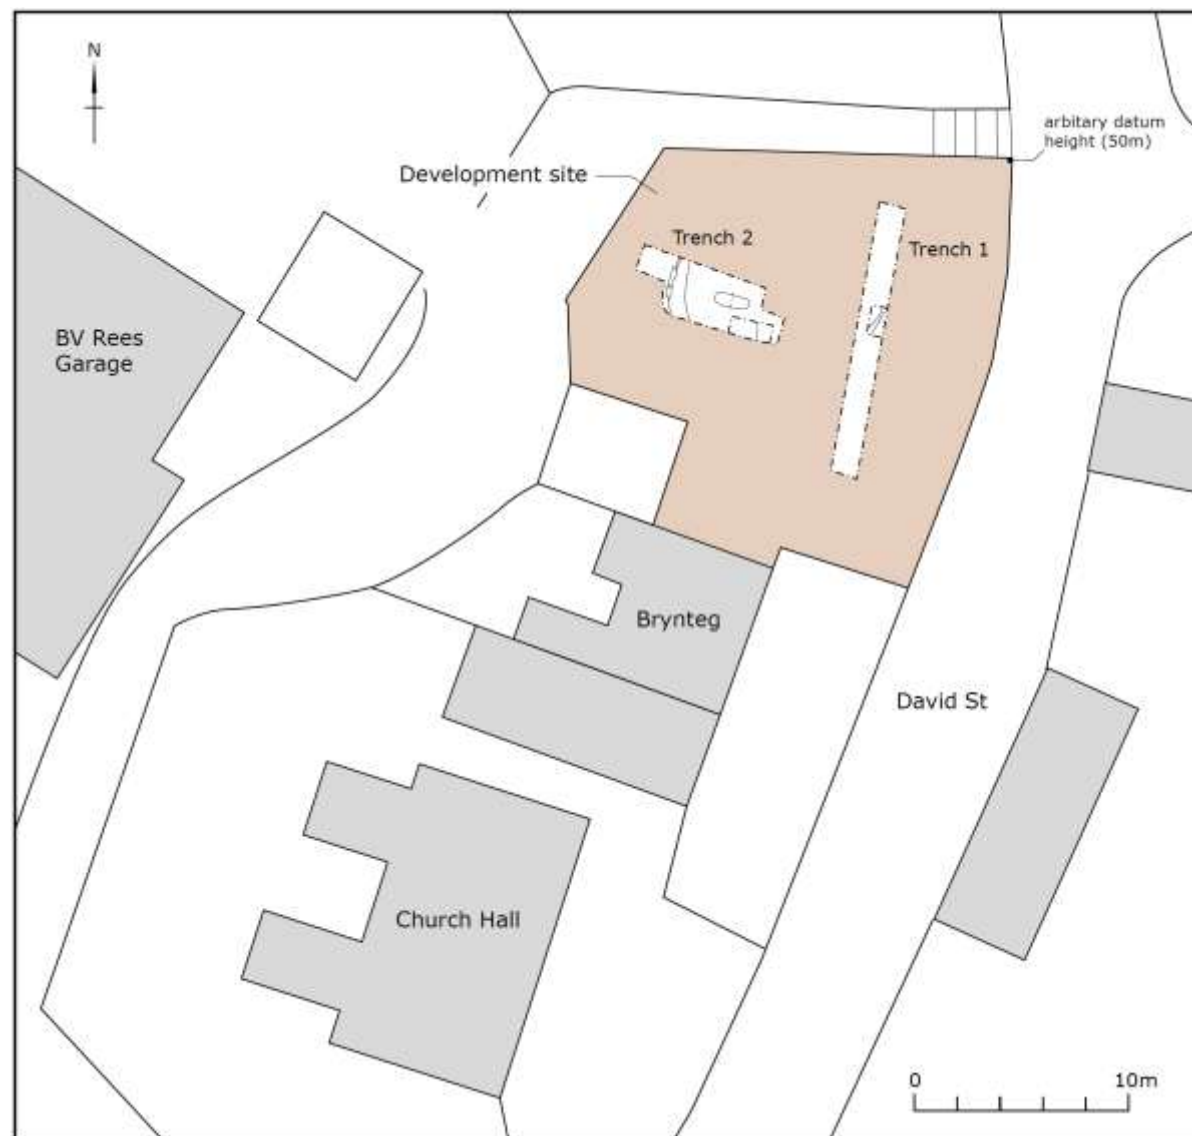 N
arbitary datum
height (50m)
Development site
Trench 2
Trench 1
BV Rees
Garage
Brynteg
David St
Church Hall
0 10m